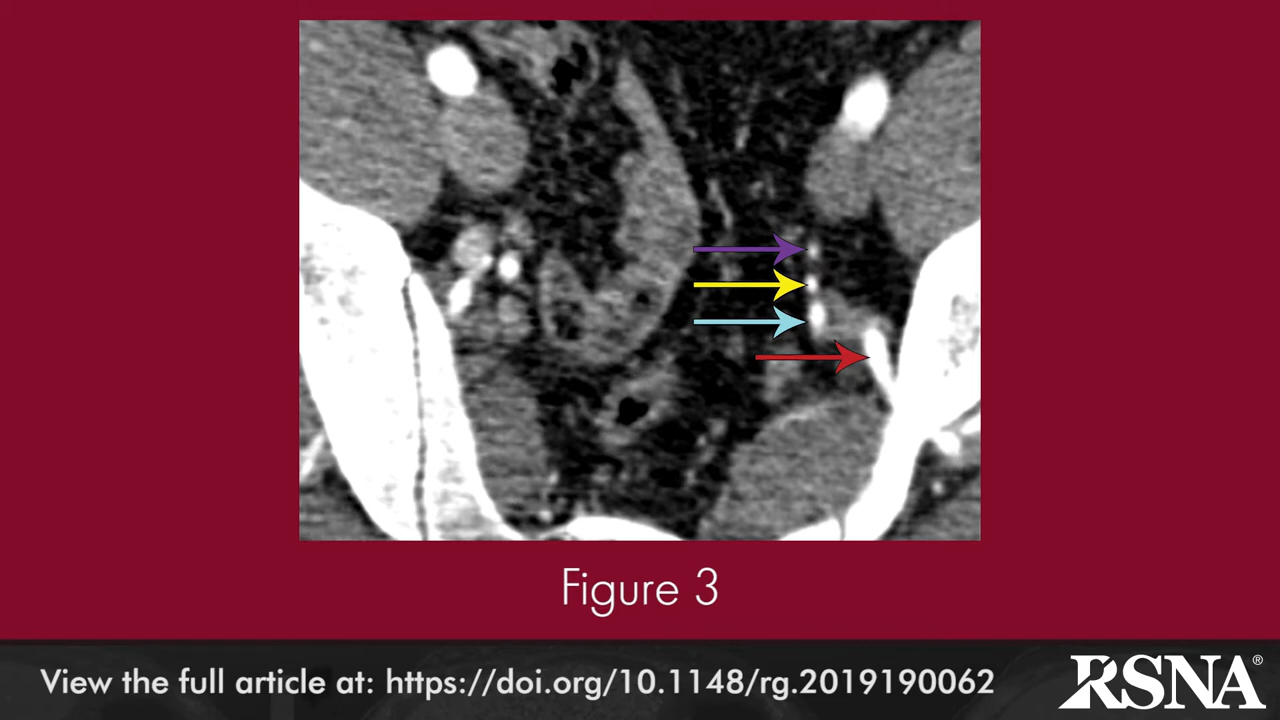 Figure 3
View the full article at: https://doi.org/10.1148/rg.2019190062
RSNA®